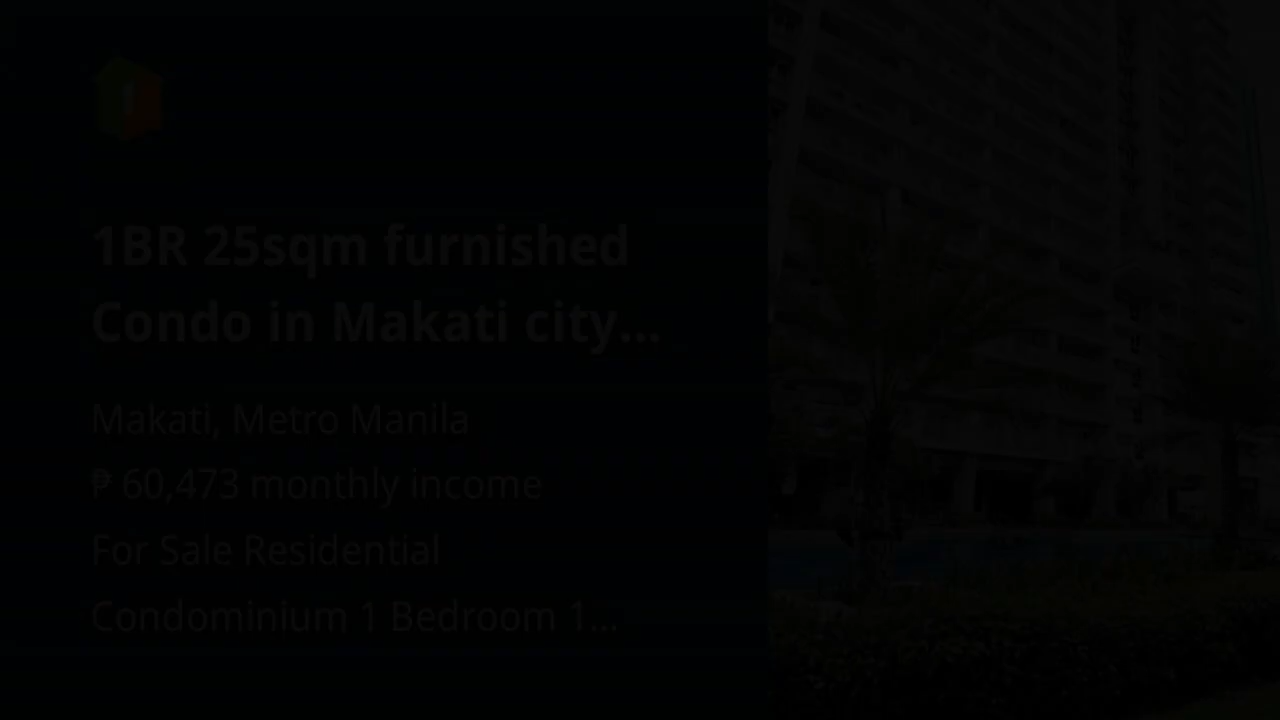 1BR 25sqm furnished
Condo in Makati city...
Makati, Metro Manila
₱ 60,473 monthly income
For Sale Residential
Condominium 1 Bedroom 1...